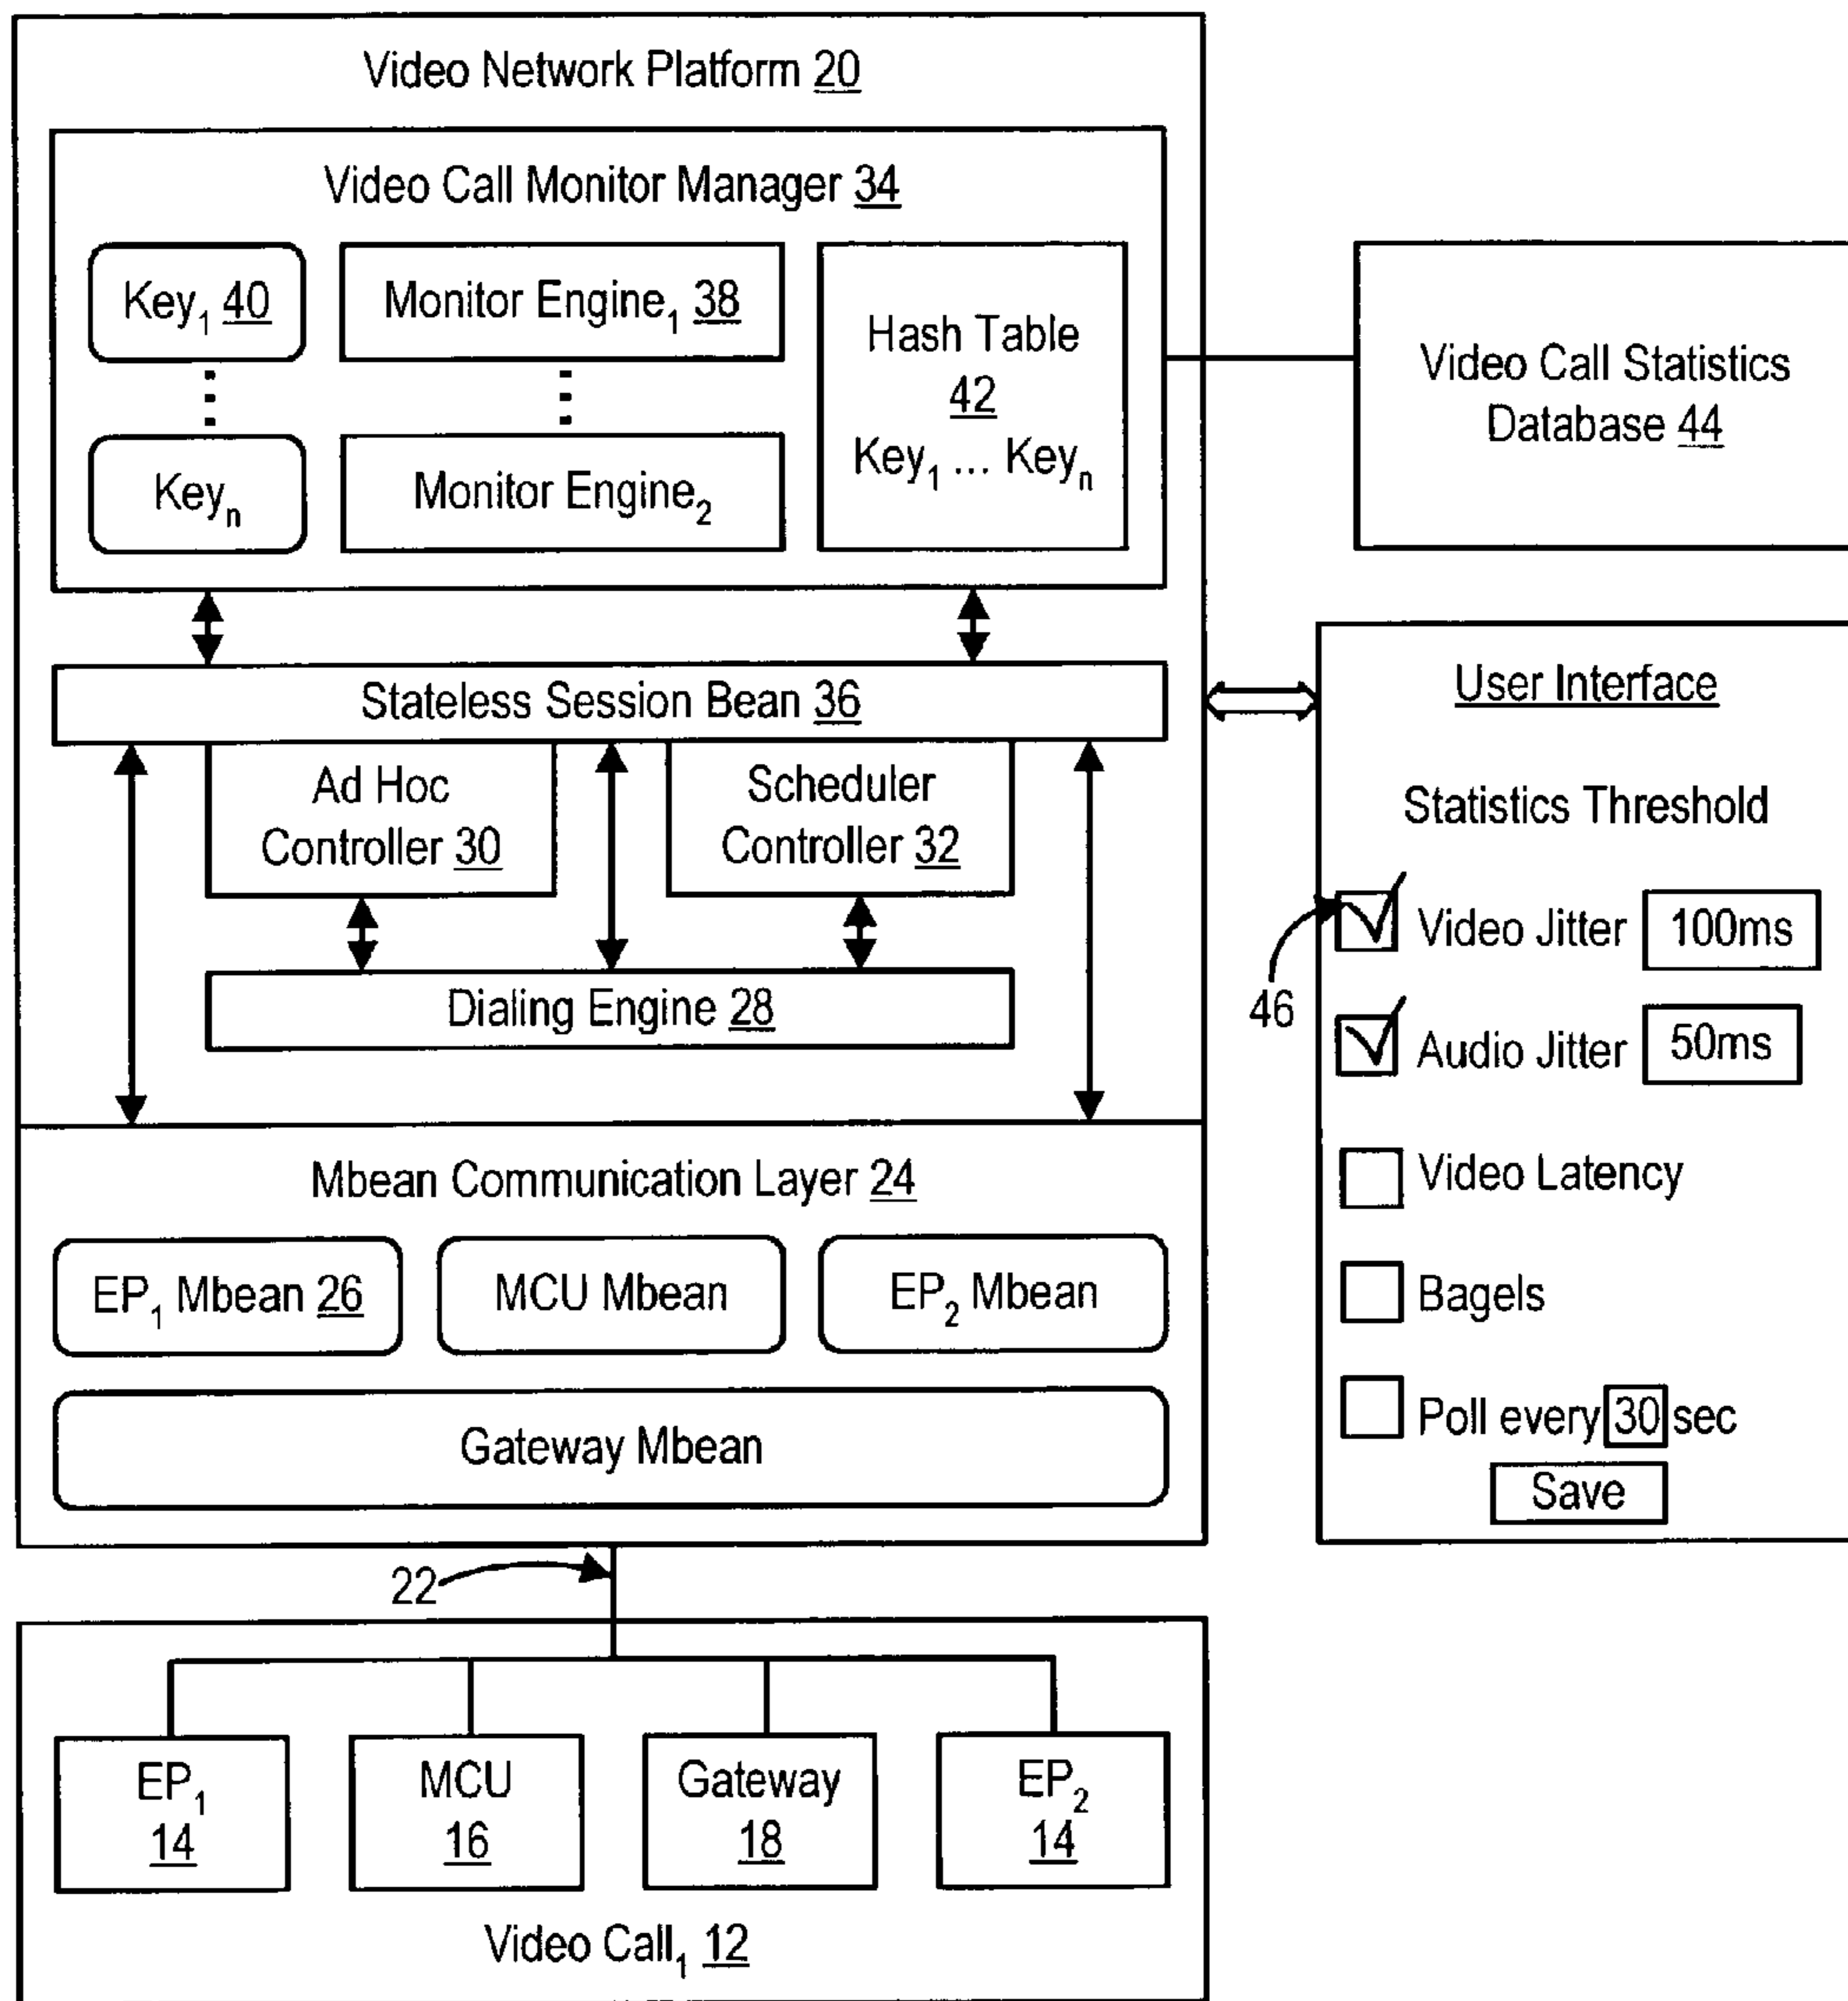 Video Network Platform 20
Video Call Monitor Manager 34
Key₁ 40
Monitor Engine₁ 38
Keyₙ
Monitor Engine₂
Hash Table
42
Key₁ ... Keyₙ
Video Call Statistics
Database 44
Stateless Session Bean 36
Ad Hoc
Controller 30
Scheduler
Controller 32
Dialing Engine 28
User Interface
Statistics Threshold
46
Video Jitter 100ms
Audio Jitter 50ms
Video Latency
Bagels
Poll every 30 sec
Save
Mbean Communication Layer 24
EP₁ Mbean 26
MCU Mbean
EP₂ Mbean
Gateway Mbean
22
EP₁
14
MCU
16
Gateway
18
EP₂
14
Video Call₁ 12